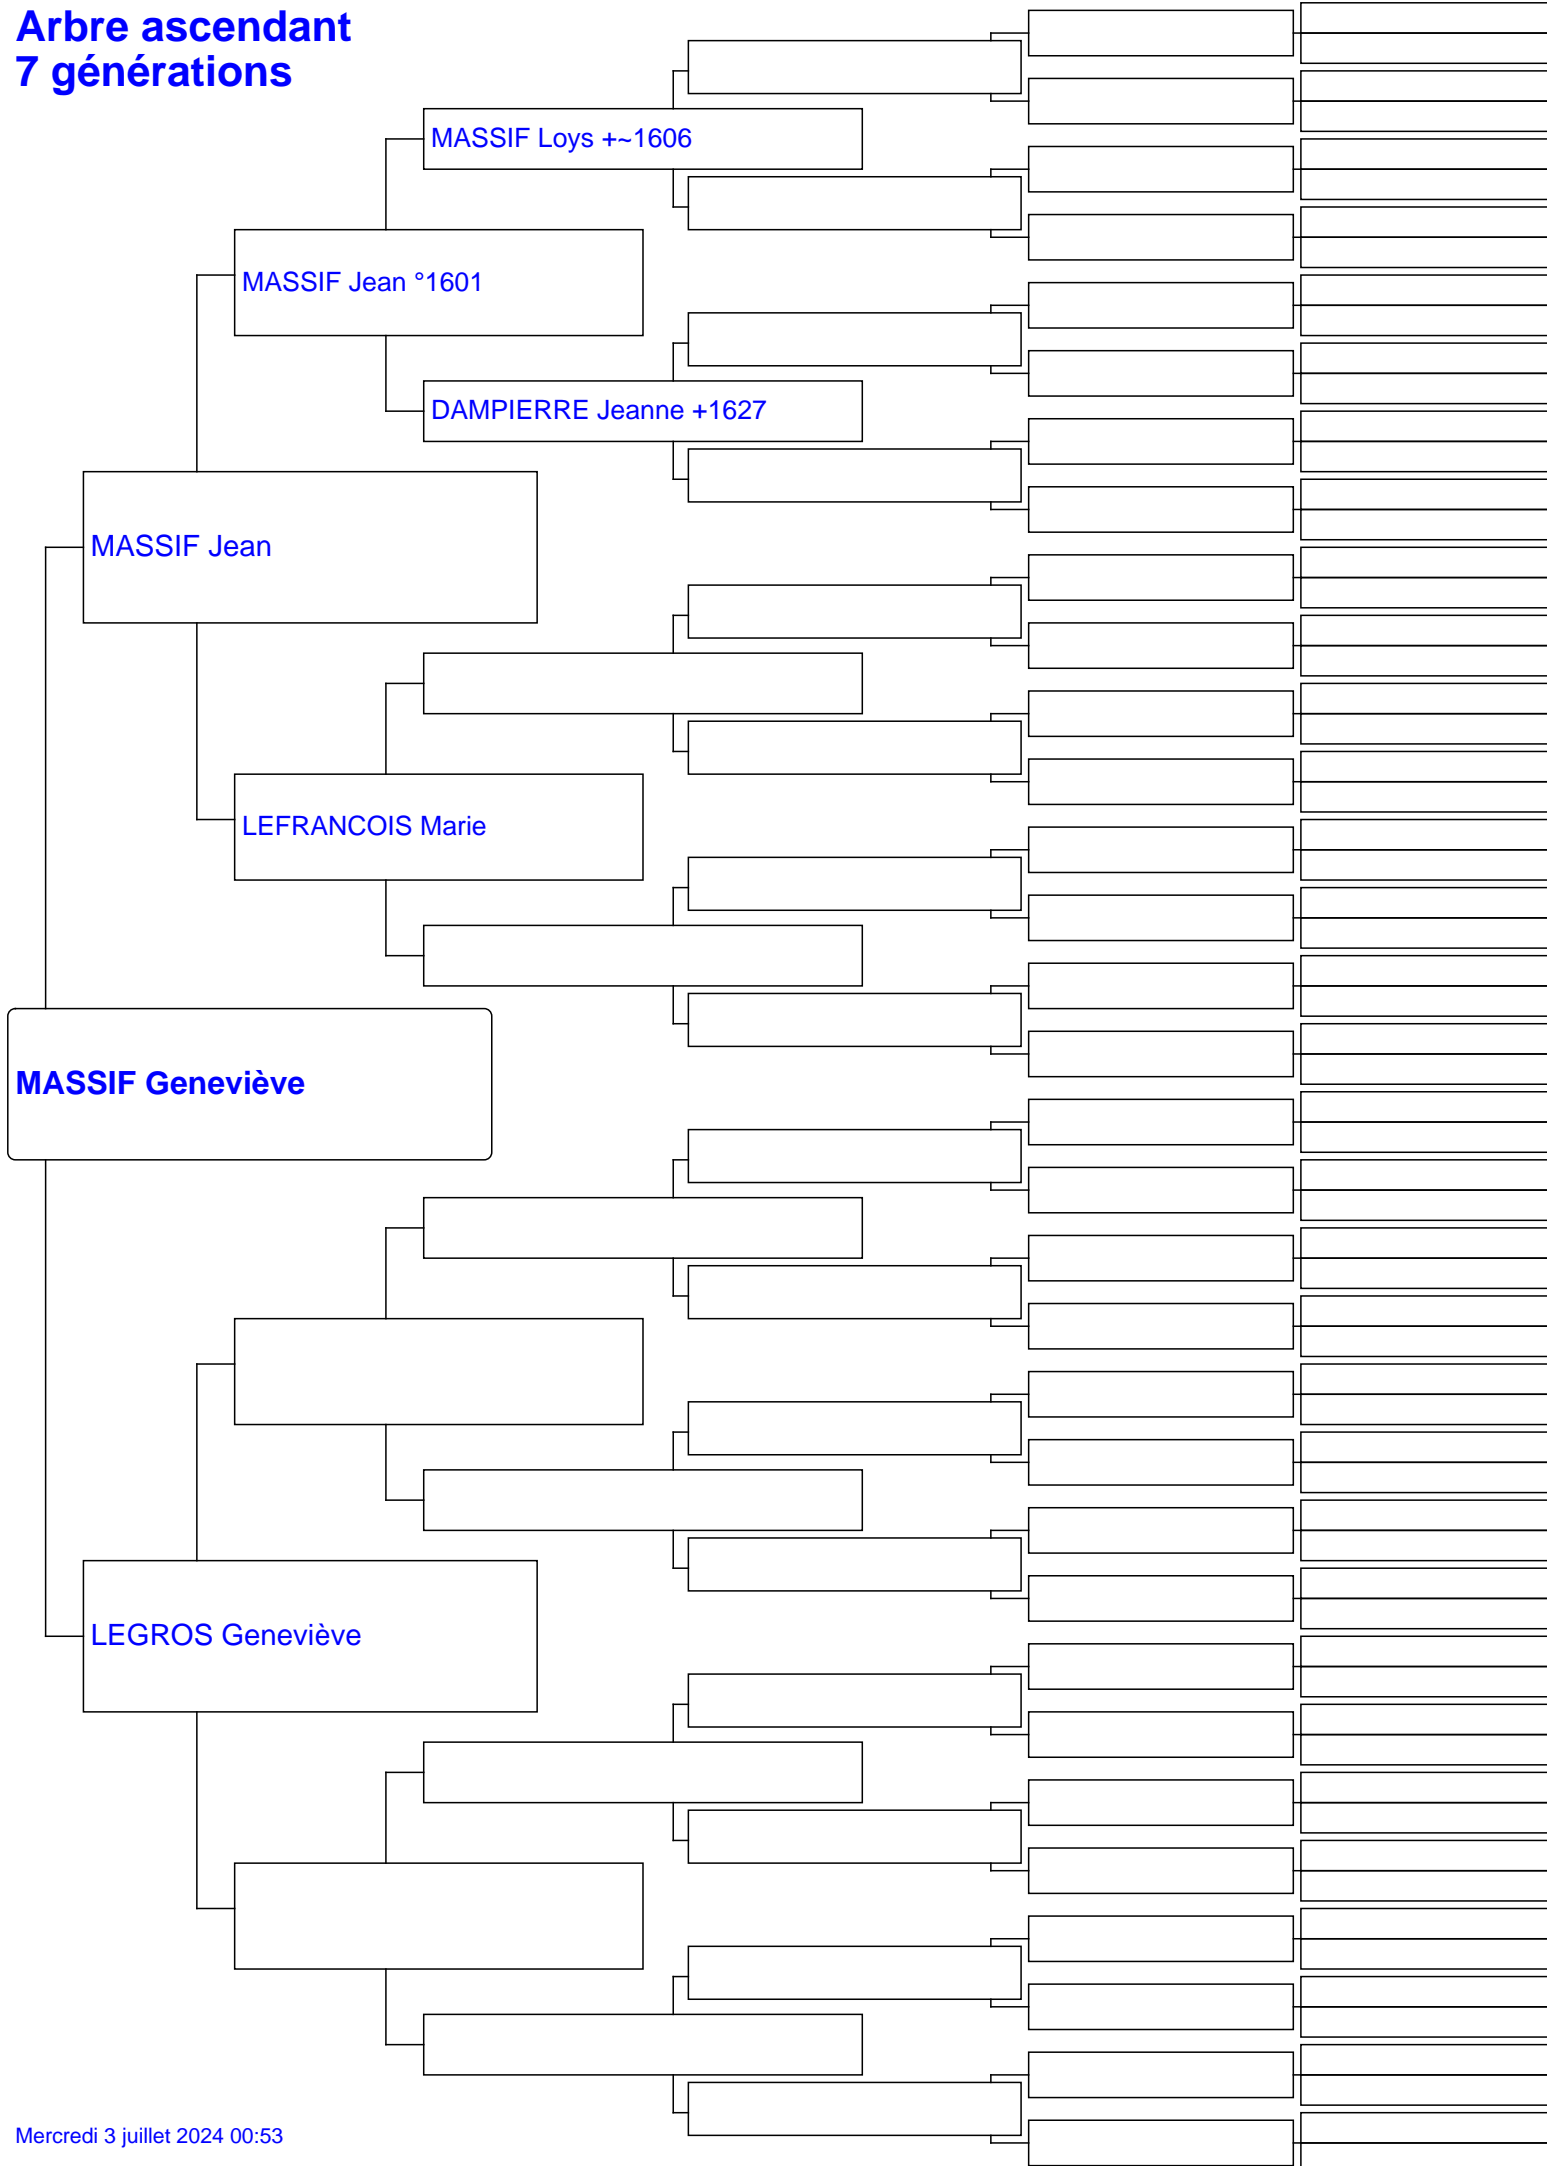 Arbre ascendant
7 générations
MASSIF Loys +~1606
MASSIF Jean °1601
DAMPIERRE Jeanne +1627
MASSIF Jean
LEFRANCOIS Marie
MASSIF Geneviève
LEGROS Geneviève
Mercredi 3 juillet 2024 00:53